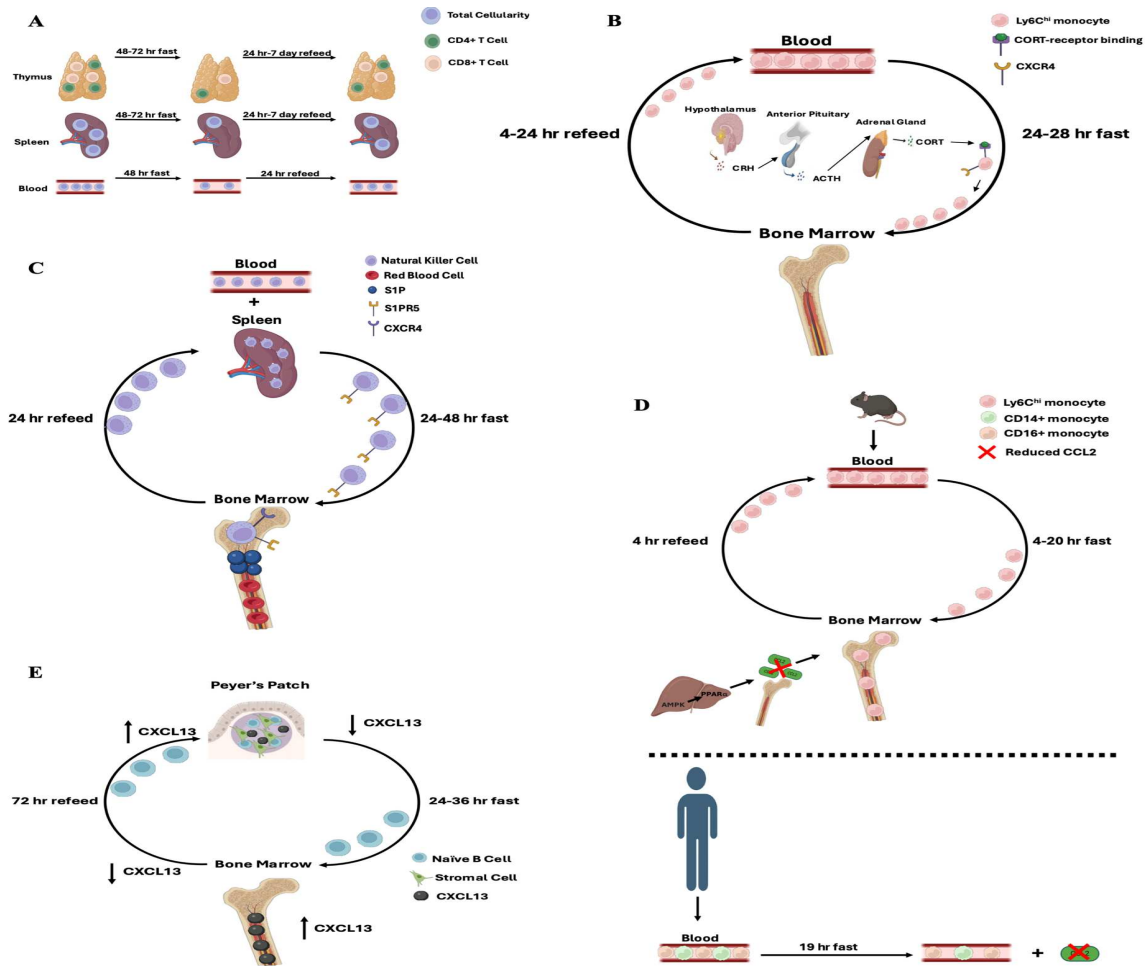 A
48-72 hr fast
24 hr-7 day refeed
Thymus
48-72 hr fast
24 hr-7 day refeed
Spleen
48 hr fast
24 hr refeed
Blood
Total Cellularity
CD4+ T Cell
CD8+ T Cell
B
Ly6Chi monocyte
CORT-receptor binding
CXCR4
Blood
4-24 hr refeed
24-28 hr fast
Hypothalamus
Anterior Pituitary
Adrenal Gland
CRH
ACTH
CORT
Bone Marrow
C
Natural Killer Cell
Red Blood Cell
S1P
S1PR5
CXCR4
Blood
+
Spleen
24 hr refeed
24-48 hr fast
Bone Marrow
D
Ly6Chi monocyte
CD14+ monocyte
CD16+ monocyte
Reduced CCL2
Blood
4 hr refeed
4-20 hr fast
Bone Marrow
AMPK
PPARα
Blood
19 hr fast
+
E
Peyer's Patch
CXCL13
CXCL13
72 hr refeed
24-36 hr fast
Bone Marrow
CXCL13
CXCL13
Naïve B Cell
Stromal Cell
CXCL13